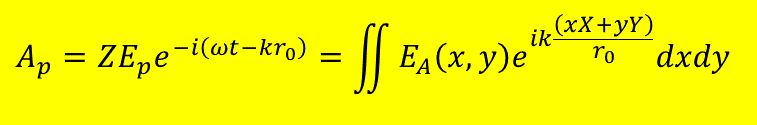 A_p = ZE_p e^{-i(ωt-kr_0)} = ∬ E_A(x, y)e^{ik\frac{(xX+yY)}{r_0}} dxdy